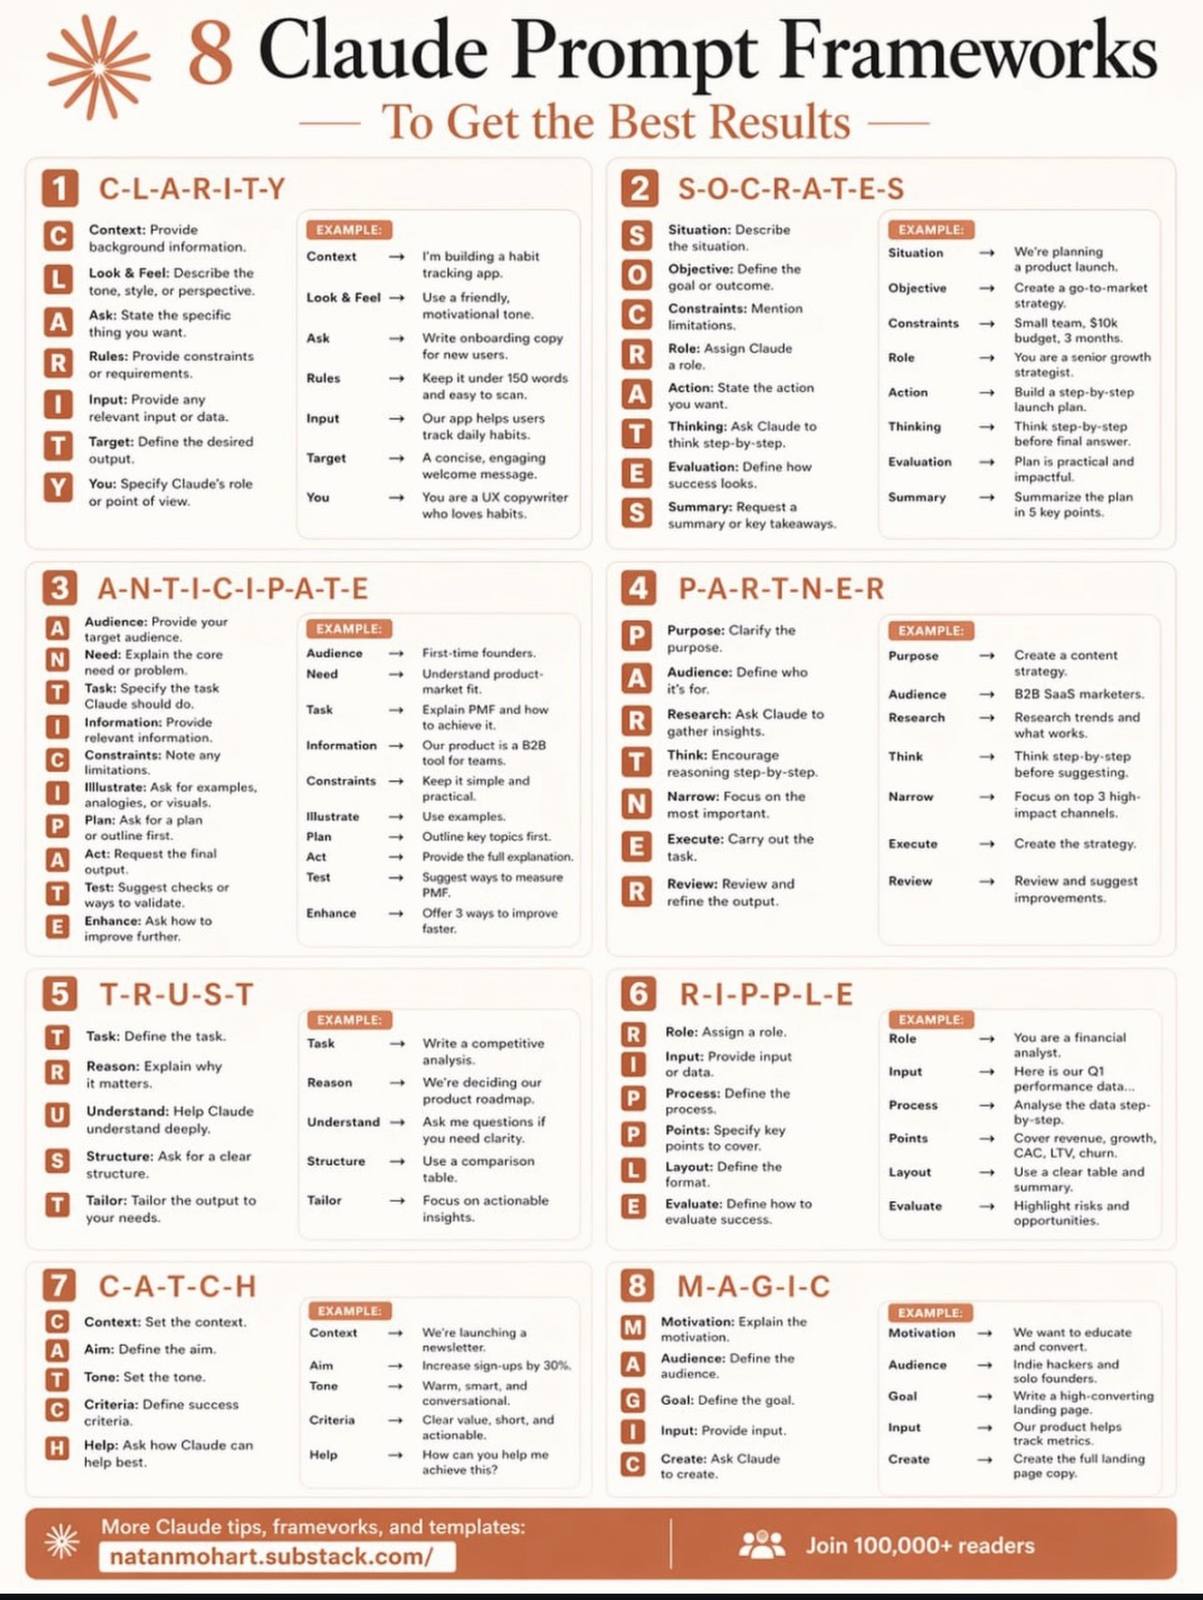 8 Claude Prompt Frameworks
To Get the Best Results
1 C-L-A-R-I-T-Y
C Context: Provide
background information.
L Look & Feel: Describe the
tone, style, or perspective.
A Ask: State the specific
thing you want.
R Rules: Provide constraints
or requirements.
I Input: Provide any
relevant input or data.
T Target: Define the desired
output.
Y You: Specify Claude's role
or point of view.
EXAMPLE:
Context → I'm building a habit
tracking app.
Look & Feel → Use a friendly,
motivational tone.
Ask → Write onboarding copy
for new users.
Rules → Keep it under 150 words
and easy to scan.
Input → Our app helps users
track daily habits.
Target → A concise, engaging
welcome message.
You → You are a UX copywriter
who loves habits.
2 S-O-C-R-A-T-E-S
S Situation: Describe
the situation.
O Objective: Define the
goal or outcome.
C Constraints: Mention
limitations.
R Role: Assign Claude
a role.
A Action: State the action
you want.
T Thinking: Ask Claude to
think step-by-step.
E Evaluation: Define how
success looks.
S Summary: Request a
summary or key takeaways.
EXAMPLE:
Situation → We're planning
a product launch.
Objective → Create a go-to-market
strategy.
Constraints → Small team, $10k
budget, 3 months.
Role → You are a senior growth
strategist.
Action → Build a step-by-step
launch plan.
Thinking → Think step-by-step
before final answer.
Evaluation → Plan is practical and
impactful.
Summary → Summarize the plan
in 5 key points.
3 A-N-T-I-C-I-P-A-T-E
A Audience: Provide your
target audience.
N Need: Explain the core
need or problem.
T Task: Specify the task
Claude should do.
I Information: Provide
relevant information.
C Constraints: Note any
limitations.
I Illlustrate: Ask for examples,
analogies, or visuals.
P Plan: Ask for a plan
or outline first.
A Act: Request the final
output.
T Test: Suggest checks or
ways to validate.
E Enhance: Ask how to
improve further.
EXAMPLE:
Audience → First-time founders.
Need → Understand product-
market fit.
Task → Explain PMF and how
to achieve it.
Information → Our product is a B2B
tool for teams.
Constraints → Keep it simple and
practical.
Illustrate → Use examples.
Plan → Outline key topics first.
Act → Provide the full explanation.
Test → Suggest ways to measure
PMF.
Enhance → Offer 3 ways to improve
faster.
4 P-A-R-T-N-E-R
P Purpose: Clarify the
purpose.
A Audience: Define who
it's for.
R Research: Ask Claude to
gather insights.
T Think: Encourage
reasoning step-by-step.
N Narrow: Focus on the
most important.
E Execute: Carry out the
task.
R Review: Review and
refine the output.
EXAMPLE:
Purpose → Create a content
strategy.
Audience → B2B SaaS marketers.
Research → Research trends and
what works.
Think → Think step-by-step
before suggesting.
Narrow → Focus on top 3 high-
impact channels.
Execute → Create the strategy.
Review → Review and suggest
improvements.
5 T-R-U-S-T
T Task: Define the task.
R Reason: Explain why
it matters.
U Understand: Help Claude
understand deeply.
S Structure: Ask for a clear
structure.
T Tailor: Tailor the output to
your needs.
EXAMPLE:
Task → Write a competitive
analysis.
Reason → We're deciding our
product roadmap.
Understand → Ask me questions if
you need clarity.
Structure → Use a comparison
table.
Tailor → Focus on actionable
insights.
6 R-I-P-P-L-E
R Role: Assign a role.
I Input: Provide input
or data.
P Process: Define the
process.
P Points: Specify key
points to cover.
L Layout: Define the
format.
E Evaluate: Define how to
evaluate success.
EXAMPLE:
Role → You are a financial
analyst.
Input → Here is our Q1
performance data...
Process → Analyse the data step-
by-step.
Points → Cover revenue, growth,
CAC, LTV, churn.
Layout → Use a clear table and
summary.
Evaluate → Highlight risks and
opportunities.
7 C-A-T-C-H
C Context: Set the context.
A Aim: Define the aim.
T Tone: Set the tone.
C Criteria: Define success
criteria.
H Help: Ask how Claude can
help best.
EXAMPLE:
Context → We're launching a
newsletter.
Aim → Increase sign-ups by 30%.
Tone → Warm, smart, and
conversational.
Criteria → Clear value, short, and
actionable.
Help → How can you help me
achieve this?
8 M-A-G-I-C
M Motivation: Explain the
motivation.
A Audience: Define the
audience.
G Goal: Define the goal.
I Input: Provide input.
C Create: Ask Claude
to create.
EXAMPLE:
Motivation → We want to educate
and convert.
Audience → Indie hackers and
solo founders.
Goal → Write a high-converting
landing page.
Input → Our product helps
track metrics.
Create → Create the full landing
page copy.
More Claude tips, framevorks, and templates:
natanmohart.substack.com/
Join 100,000+ readers